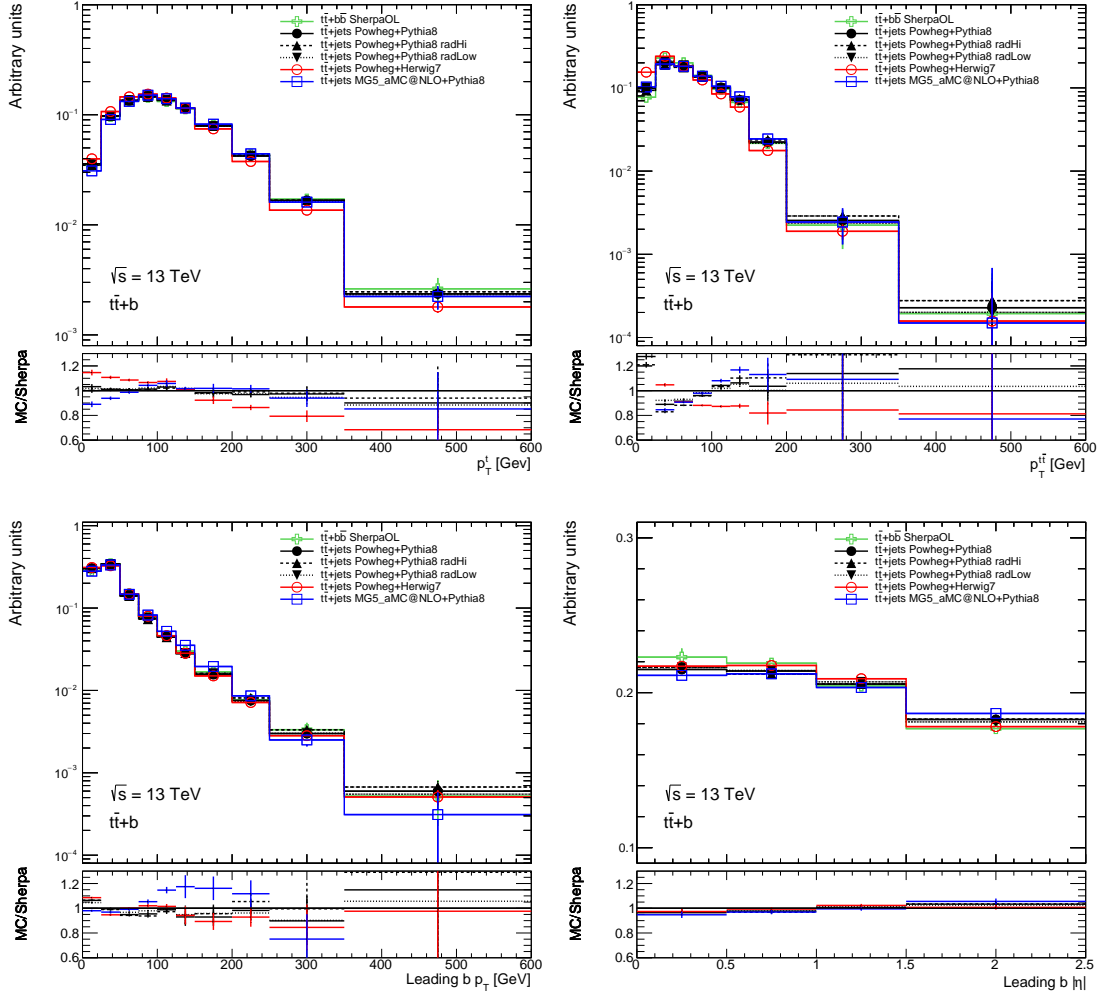 Arbitrary units
tt̄+bb̄ SherpaOL
tt̄+jets Powheg+Pythia8
tt̄+jets Powheg+Pythia8 radHi
tt̄+jets Powheg+Pythia8 radLow
tt̄+jets Powheg+Herwig7
tt̄+jets MG5_aMC@NLO+Pythia8
1
10⁻¹
10⁻²
10⁻³
√s = 13 TeV
tt̄+b
MC/Sherpa
1.2
1
0.8
0.6
0 100 200 300 400 500 600
p_T^t [Gev]
Arbitrary units
tt̄+bb̄ SherpaOL
tt̄+jets Powheg+Pythia8
tt̄+jets Powheg+Pythia8 radHi
tt̄+jets Powheg+Pythia8 radLow
tt̄+jets Powheg+Herwig7
tt̄+jets MG5_aMC@NLO+Pythia8
1
10⁻¹
10⁻²
10⁻³
10⁻⁴
√s = 13 TeV
tt̄+b
MC/Sherpa
1.2
1
0.8
0.6
0 100 200 300 400 500 600
p_T^tt̄ [Gev]
Arbitrary units
tt̄+bb̄ SherpaOL
tt̄+jets Powheg+Pythia8
tt̄+jets Powheg+Pythia8 radHi
tt̄+jets Powheg+Pythia8 radLow
tt̄+jets Powheg+Herwig7
tt̄+jets MG5_aMC@NLO+Pythia8
1
10⁻¹
10⁻²
10⁻³
10⁻⁴
√s = 13 TeV
tt̄+b
MC/Sherpa
1.2
1
0.8
0.6
0 100 200 300 400 500 600
Leading b p_T [GeV]
Arbitrary units
tt̄+bb̄ SherpaOL
tt̄+jets Powheg+Pythia8
tt̄+jets Powheg+Pythia8 radHi
tt̄+jets Powheg+Pythia8 radLow
tt̄+jets Powheg+Herwig7
tt̄+jets MG5_aMC@NLO+Pythia8
0.3
0.2
0.1
√s = 13 TeV
tt̄+b
MC/Sherpa
1.2
1
0.8
0.6
0 0.5 1 1.5 2 2.5
Leading b |η|